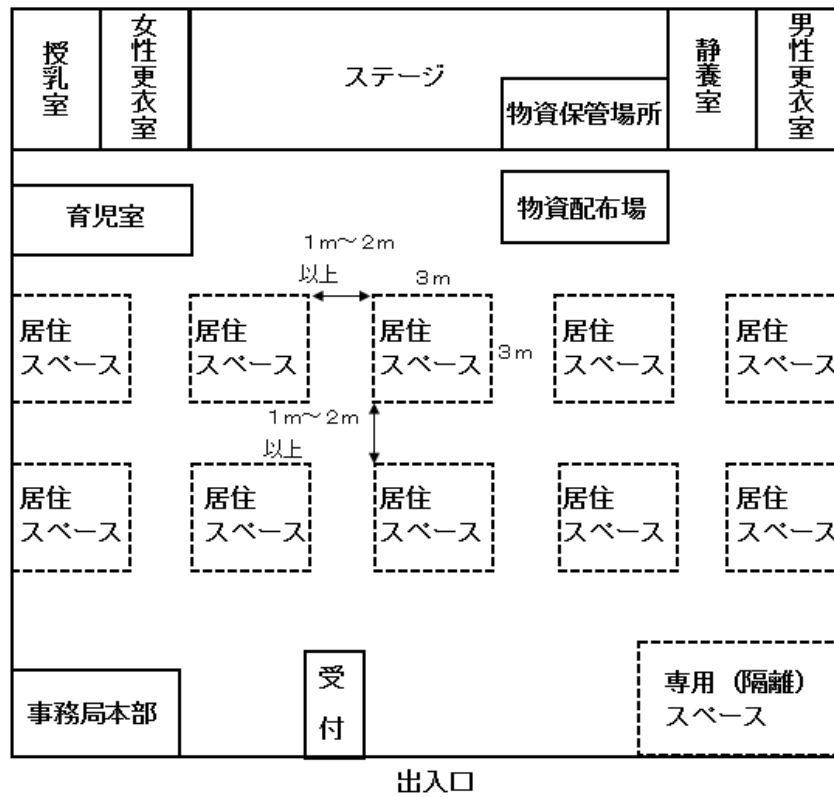 授乳室
女性更衣室
ステージ
物資保管場所
静養室
男性更衣室
育児室
物資配布場
1m～2m
以上
3m
居住
スペース
居住
スペース
居住
スペース
3m
居住
スペース
居住
スペース
1m～2m
以上
居住
スペース
居住
スペース
居住
スペース
居住
スペース
居住
スペース
事務局本部
受付
専用（隔離）
スペース
出入口